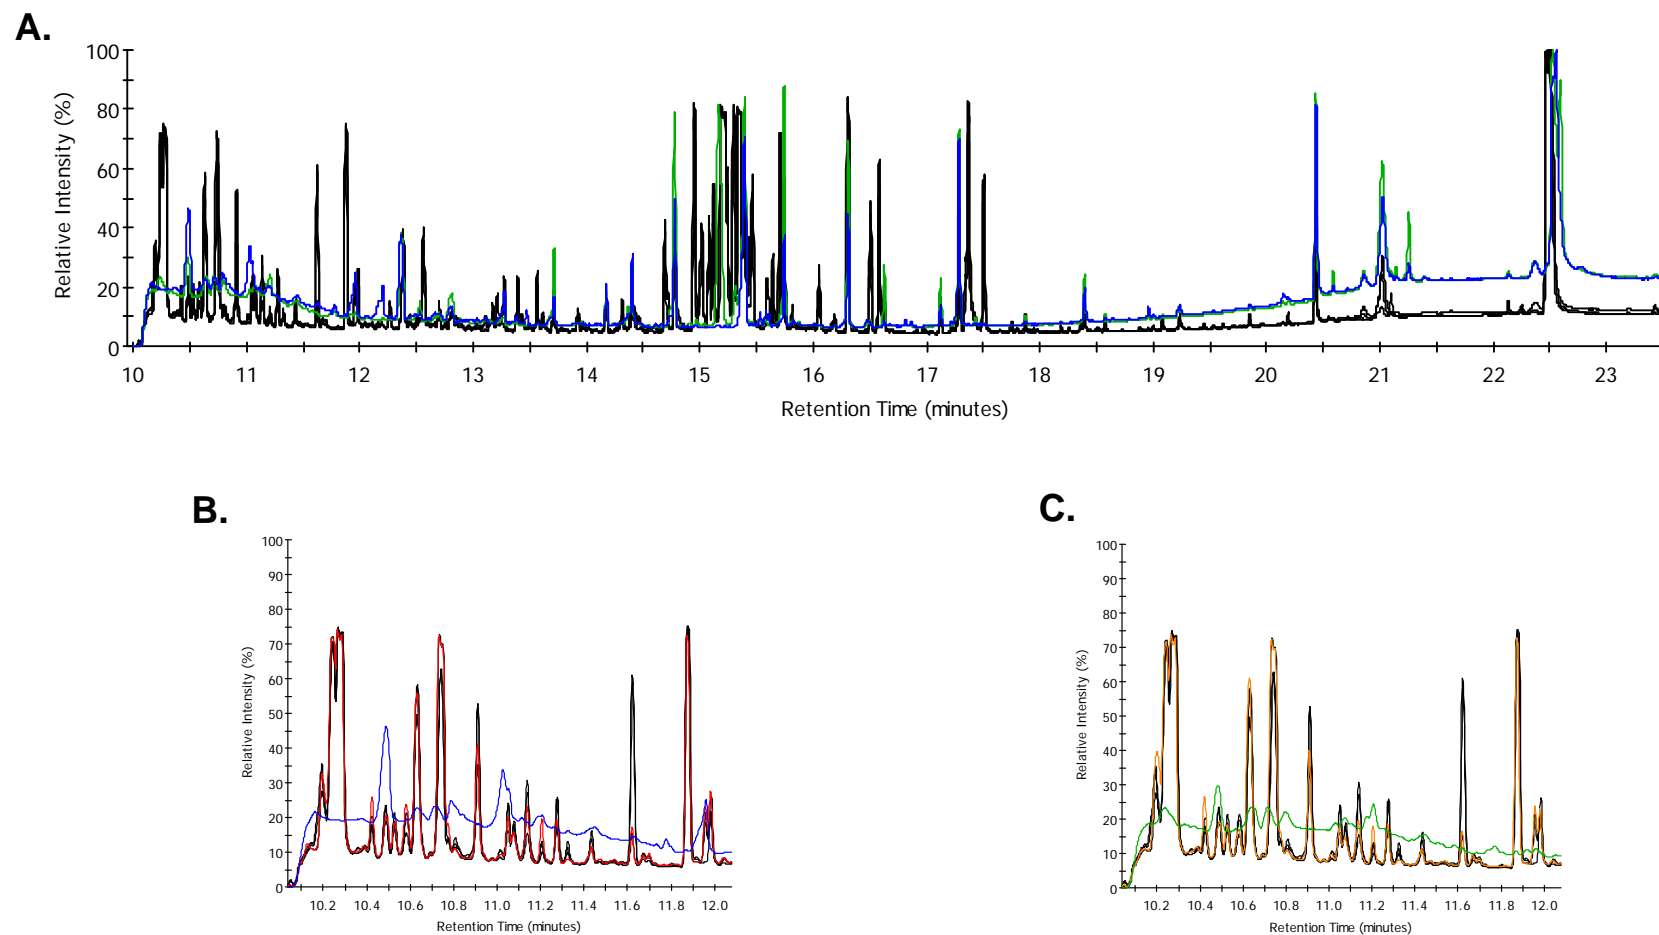 A.
100
80
60
40
20
0
Relative Intensity (%)
10 11 12 13 14 15 16 17 18 19 20 21 22 23
Retention Time (minutes)
B.
100
90
80
70
60
50
40
30
20
10
0
Relative Intensity (%)
10.2 10.4 10.6 10.8 11.0 11.2 11.4 11.6 11.8 12.0
Retention Time (minutes)
C.
100
90
80
70
60
50
40
30
20
10
0
Relative Intensity (%)
10.2 10.4 10.6 10.8 11.0 11.2 11.4 11.6 11.8 12.0
Retention Time (minutes)